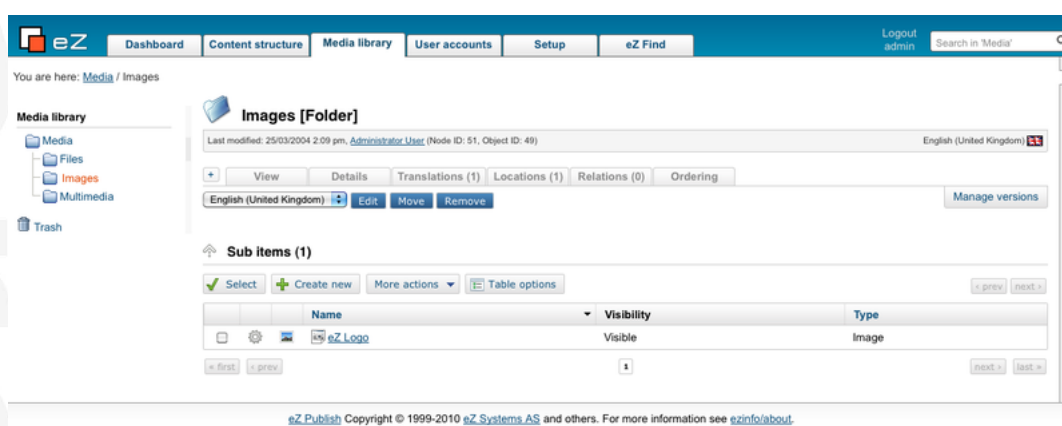 eZ
Dashboard
Content structure
Media library
User accounts
Setup
eZ Find
Logout
admin
Search in 'Media'
You are here: Media / Images
Media library
Media
Files
Images
Multimedia
Trash
Images [Folder]
Last modified: 25/03/2004 2:09 pm, Administrator User (Node ID: 51, Object ID: 49)
English (United Kingdom)
+ View Details Translations (1) Locations (1) Relations (0) Ordering
English (United Kingdom) Edit Move Remove
Manage versions
Sub items (1)
Select Create new More actions Table options
‹ prev next ›
Name Visibility Type
eZ Logo Visible Image
« first ‹ prev 1 next › last »
eZ Publish Copyright © 1999-2010 eZ Systems AS and others. For more information see ezinfo/about.